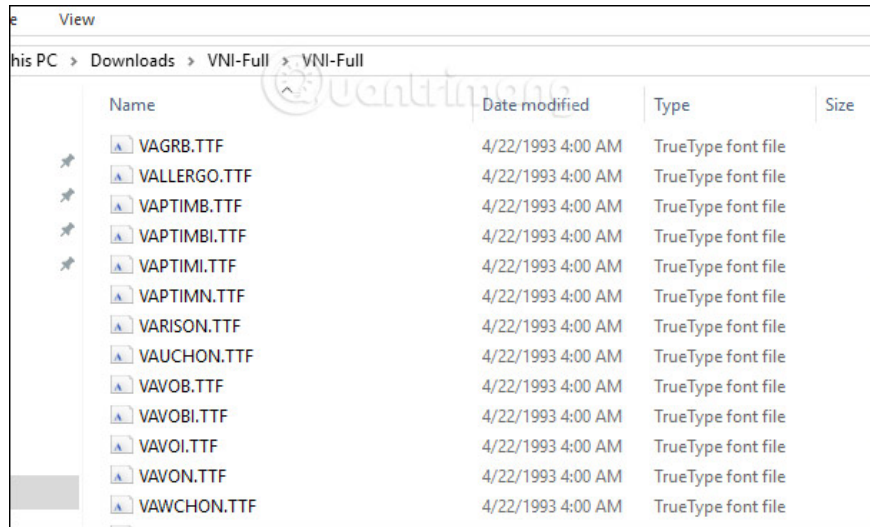 e View
his PC > Downloads > VNI-Full > VNI-Full
Quantrimang
Name Date modified Type Size
VAGRB.TTF 4/22/1993 4:00 AM TrueType font file
VALLERGO.TTF 4/22/1993 4:00 AM TrueType font file
VAPTIMB.TTF 4/22/1993 4:00 AM TrueType font file
VAPTIMBI.TTF 4/22/1993 4:00 AM TrueType font file
VAPTIMI.TTF 4/22/1993 4:00 AM TrueType font file
VAPTIMN.TTF 4/22/1993 4:00 AM TrueType font file
VARISON.TTF 4/22/1993 4:00 AM TrueType font file
VAUCHON.TTF 4/22/1993 4:00 AM TrueType font file
VAVOB.TTF 4/22/1993 4:00 AM TrueType font file
VAVOBI.TTF 4/22/1993 4:00 AM TrueType font file
VAVOI.TTF 4/22/1993 4:00 AM TrueType font file
VAVON.TTF 4/22/1993 4:00 AM TrueType font file
VAWCHON.TTF 4/22/1993 4:00 AM TrueType font file